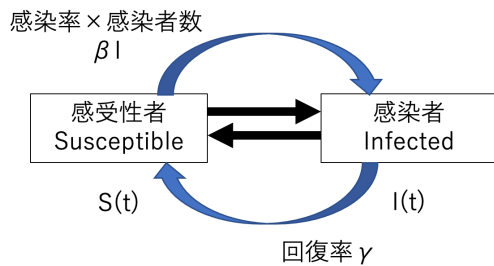 感染率×感染者数
βI
感受性者
Susceptible
感染者
Infected
S(t)
I(t)
回復率γ